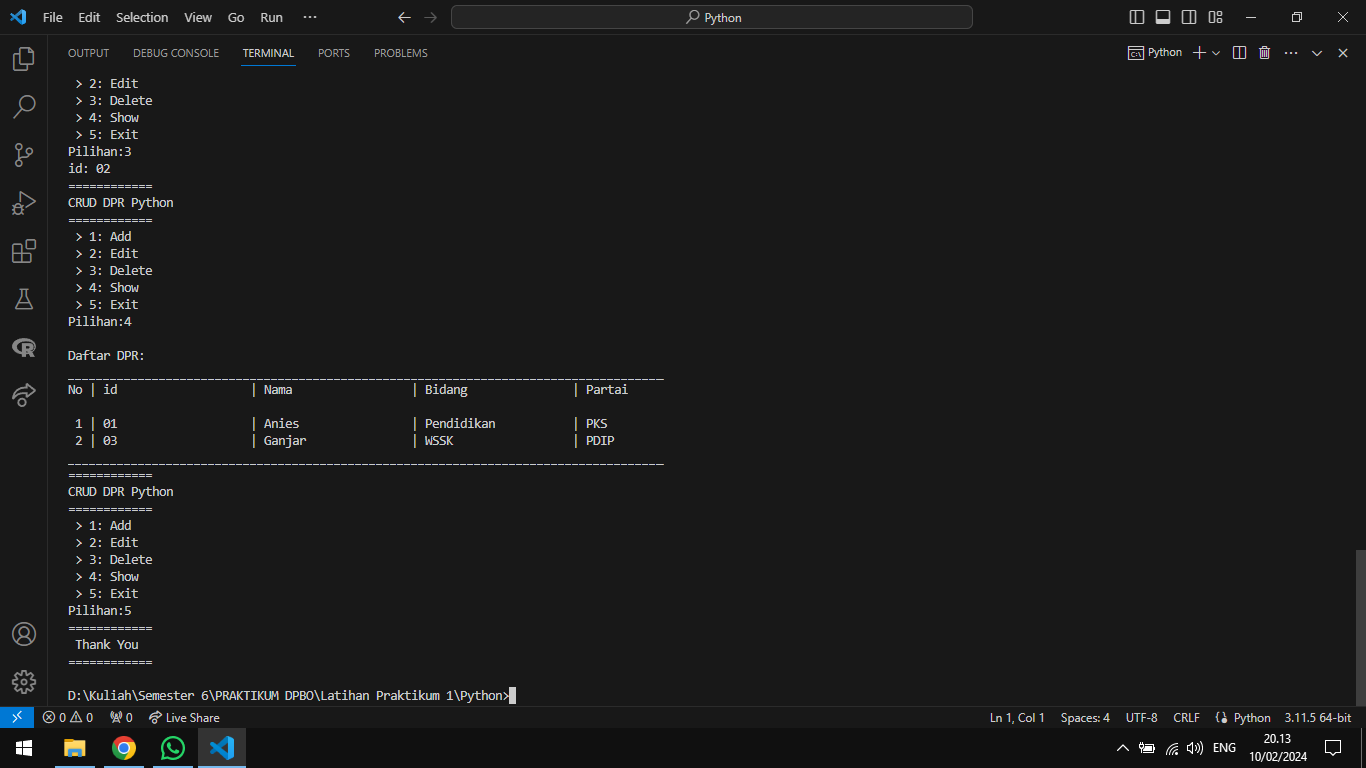 File Edit Selection View Go Run ··· Python
OUTPUT DEBUG CONSOLE TERMINAL PORTS PROBLEMS Python
> 2: Edit
> 3: Delete
> 4: Show
> 5: Exit
Pilihan:3
id: 02
============
CRUD DPR Python
============
> 1: Add
> 2: Edit
> 3: Delete
> 4: Show
> 5: Exit
Pilihan:4
Daftar DPR:
_____________________________________________________________________________________
No | id | Nama | Bidang | Partai
1 | 01 | Anies | Pendidikan | PKS
2 | 03 | Ganjar | WSSK | PDIP
_____________________________________________________________________________________
============
CRUD DPR Python
============
> 1: Add
> 2: Edit
> 3: Delete
> 4: Show
> 5: Exit
Pilihan:5
============
Thank You
============
D:\Kuliah\Semester 6\PRAKTIKUM DPBO\Latihan Praktikum 1\Python>
0 0 0 Live Share Ln 1, Col 1 Spaces: 4 UTF-8 CRLF Python 3.11.5 64-bit
ENG 20.13
10/02/2024